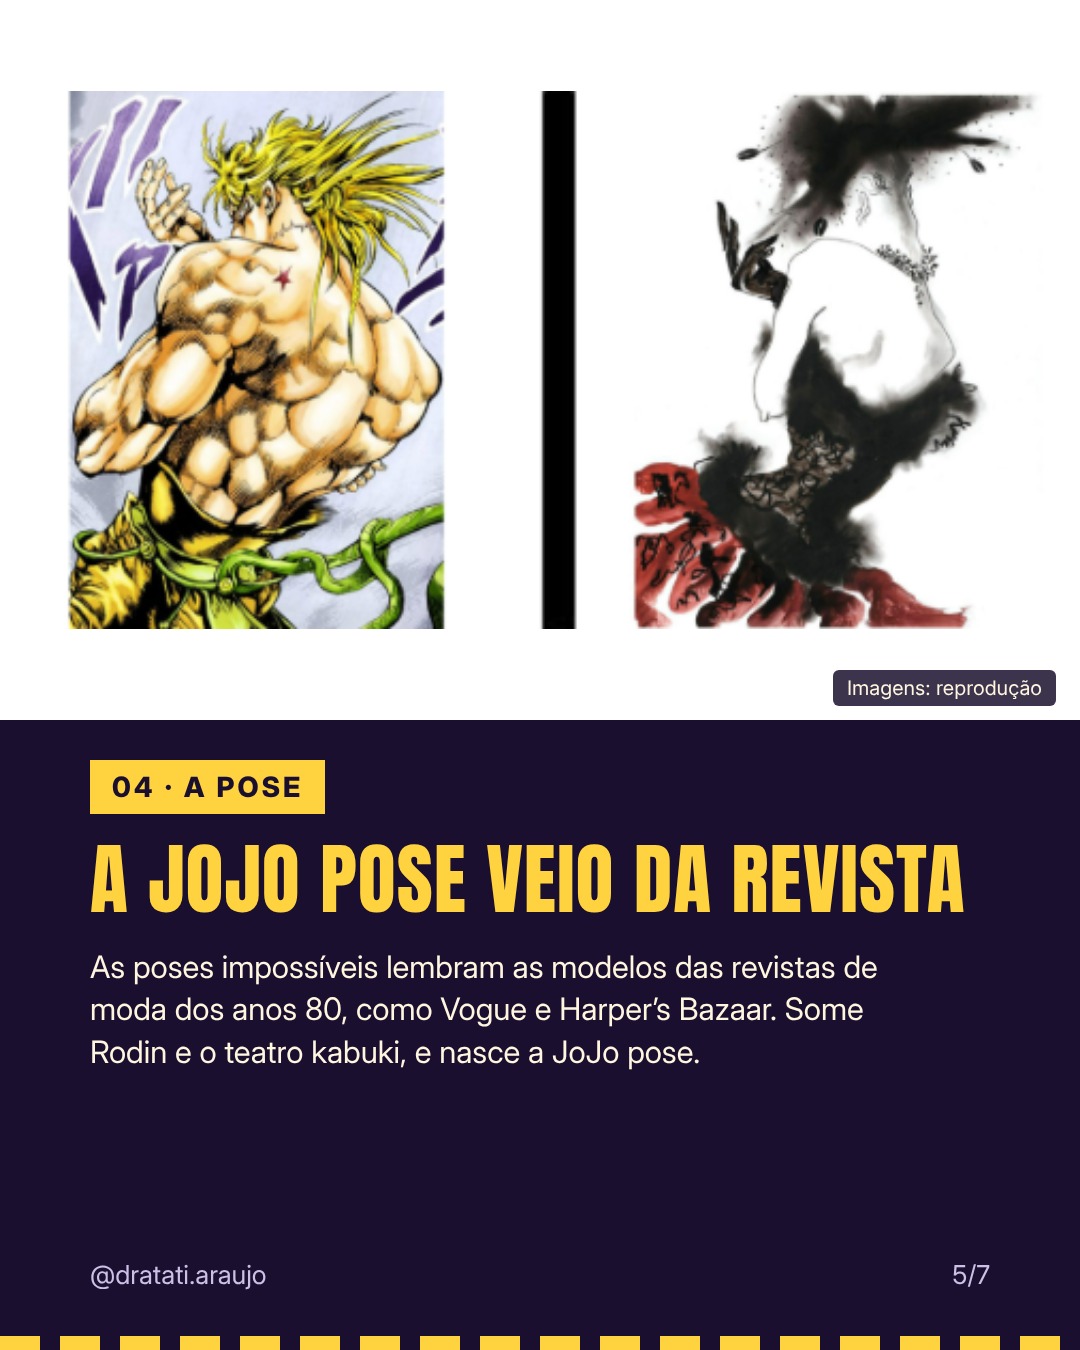 Imagens: reprodução
04 · A POSE
A JOJO POSE VEIO DA REVISTA
As poses impossíveis lembram as modelos das revistas de
moda dos anos 80, como Vogue e Harper’s Bazaar. Some
Rodin e o teatro kabuki, e nasce a JoJo pose.
@dratati.araujo
5/7